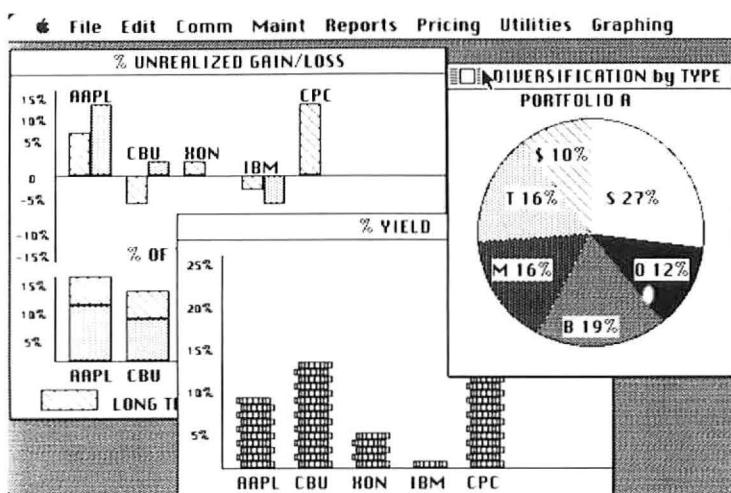 File Edit Comm Maint Reports Pricing Utilities Graphing
% UNREALIZED GAIN/LOSS
15%
10%
5%
0
-5%
-10%
-15%
AAPL
CBU
XON
IBM
CPC
% OF
15%
10%
5%
AAPL CBU
LONG
% YIELD
25%
20%
15%
10%
5%
AAPL CBU XON IBM CPC
DIVERSIFICATION by TYPE
PORTFOLIO A
$ 10%
S 27%
T 16%
M 16%
O 12%
B 19%